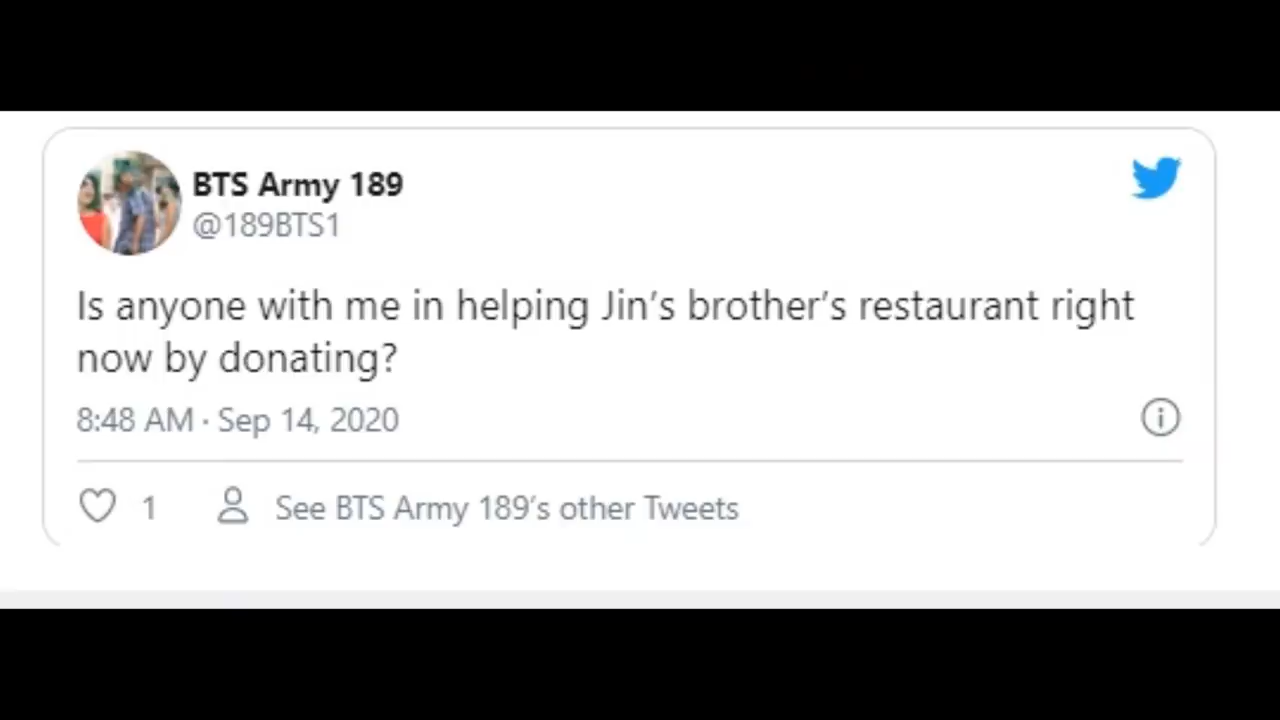 BTS Army 189
@189BTS1
Is anyone with me in helping Jin’s brother’s restaurant right
now by donating?
8:48 AM · Sep 14, 2020
1
See BTS Army 189’s other Tweets